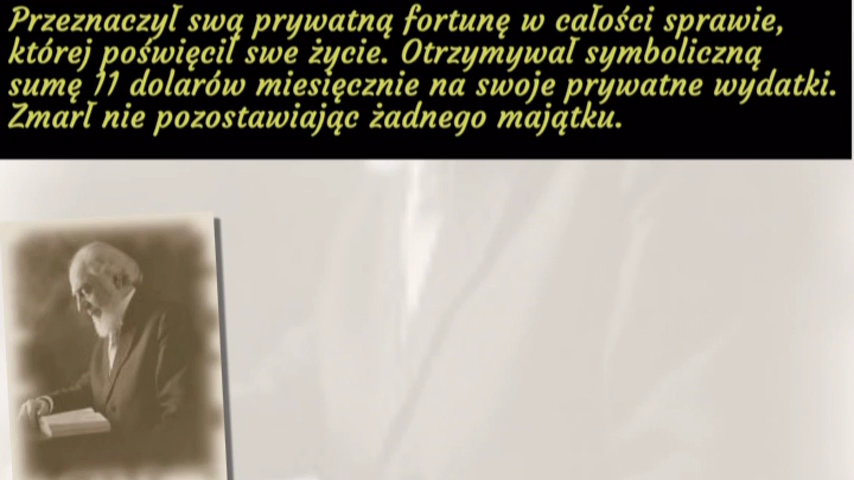 Przeznaczył swą prywatną fortunę w całości sprawie,
której poświęcił swe życie. Otrzymywał symboliczną
sumę 11 dolarów miesięcznie na swoje prywatne wydatki.
Zmarł nie pozostawiając żadnego majątku.